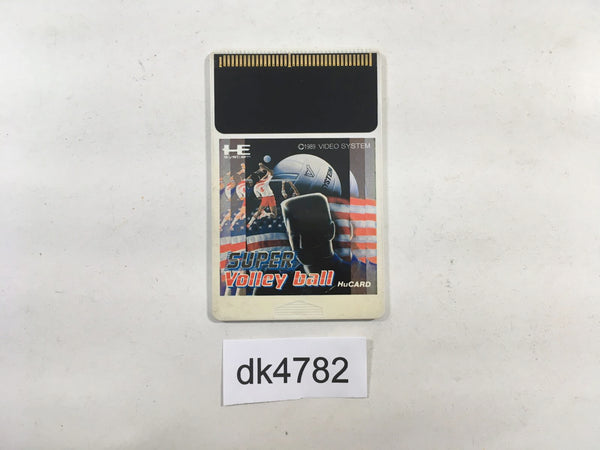 HE
SYSTEM
©1989 VIDEO SYSTEM
SUPER
Volley ball
HuCARD
dk4782